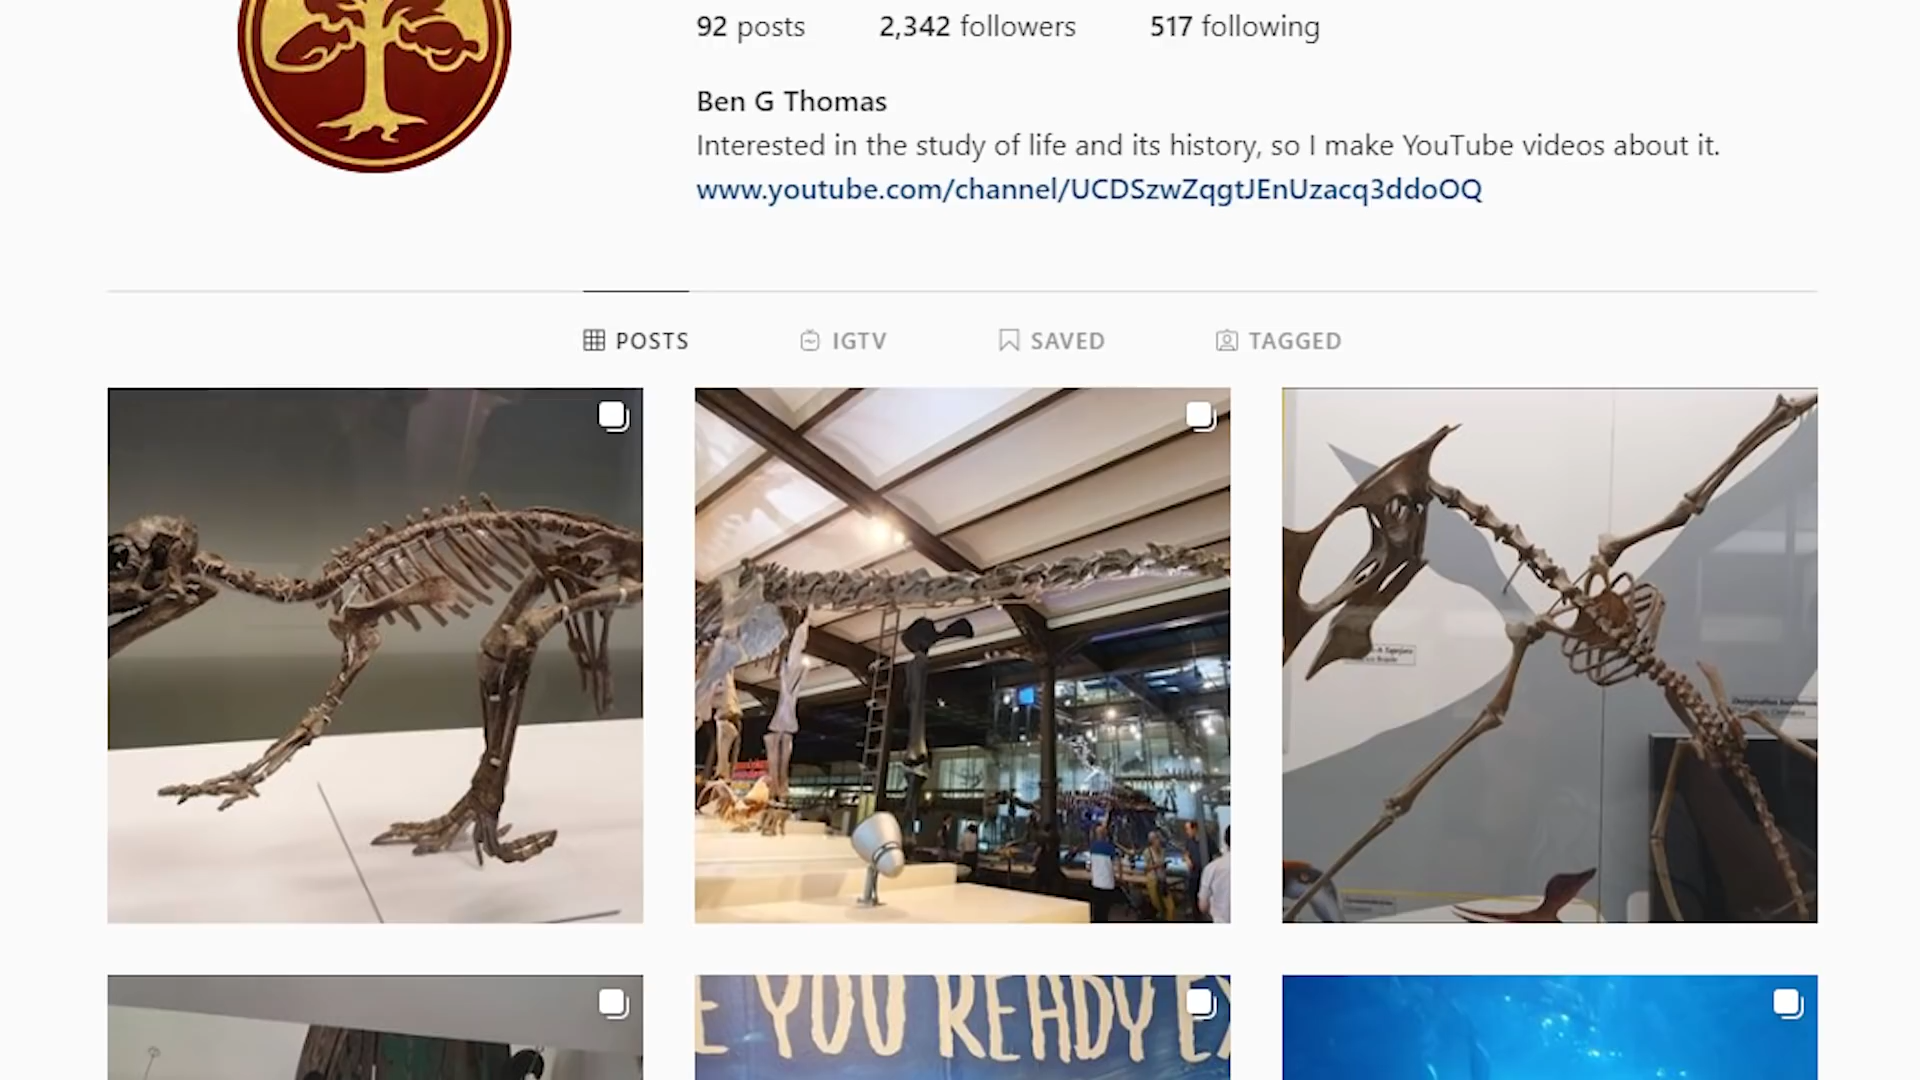 92 posts 2,342 followers 517 following
Ben G Thomas
Interested in the study of life and its history, so I make YouTube videos about it.
www.youtube.com/channel/UCDSzwZqgtJEnUzacq3ddoOQ
POSTS IGTV SAVED TAGGED
E YOU READY EX